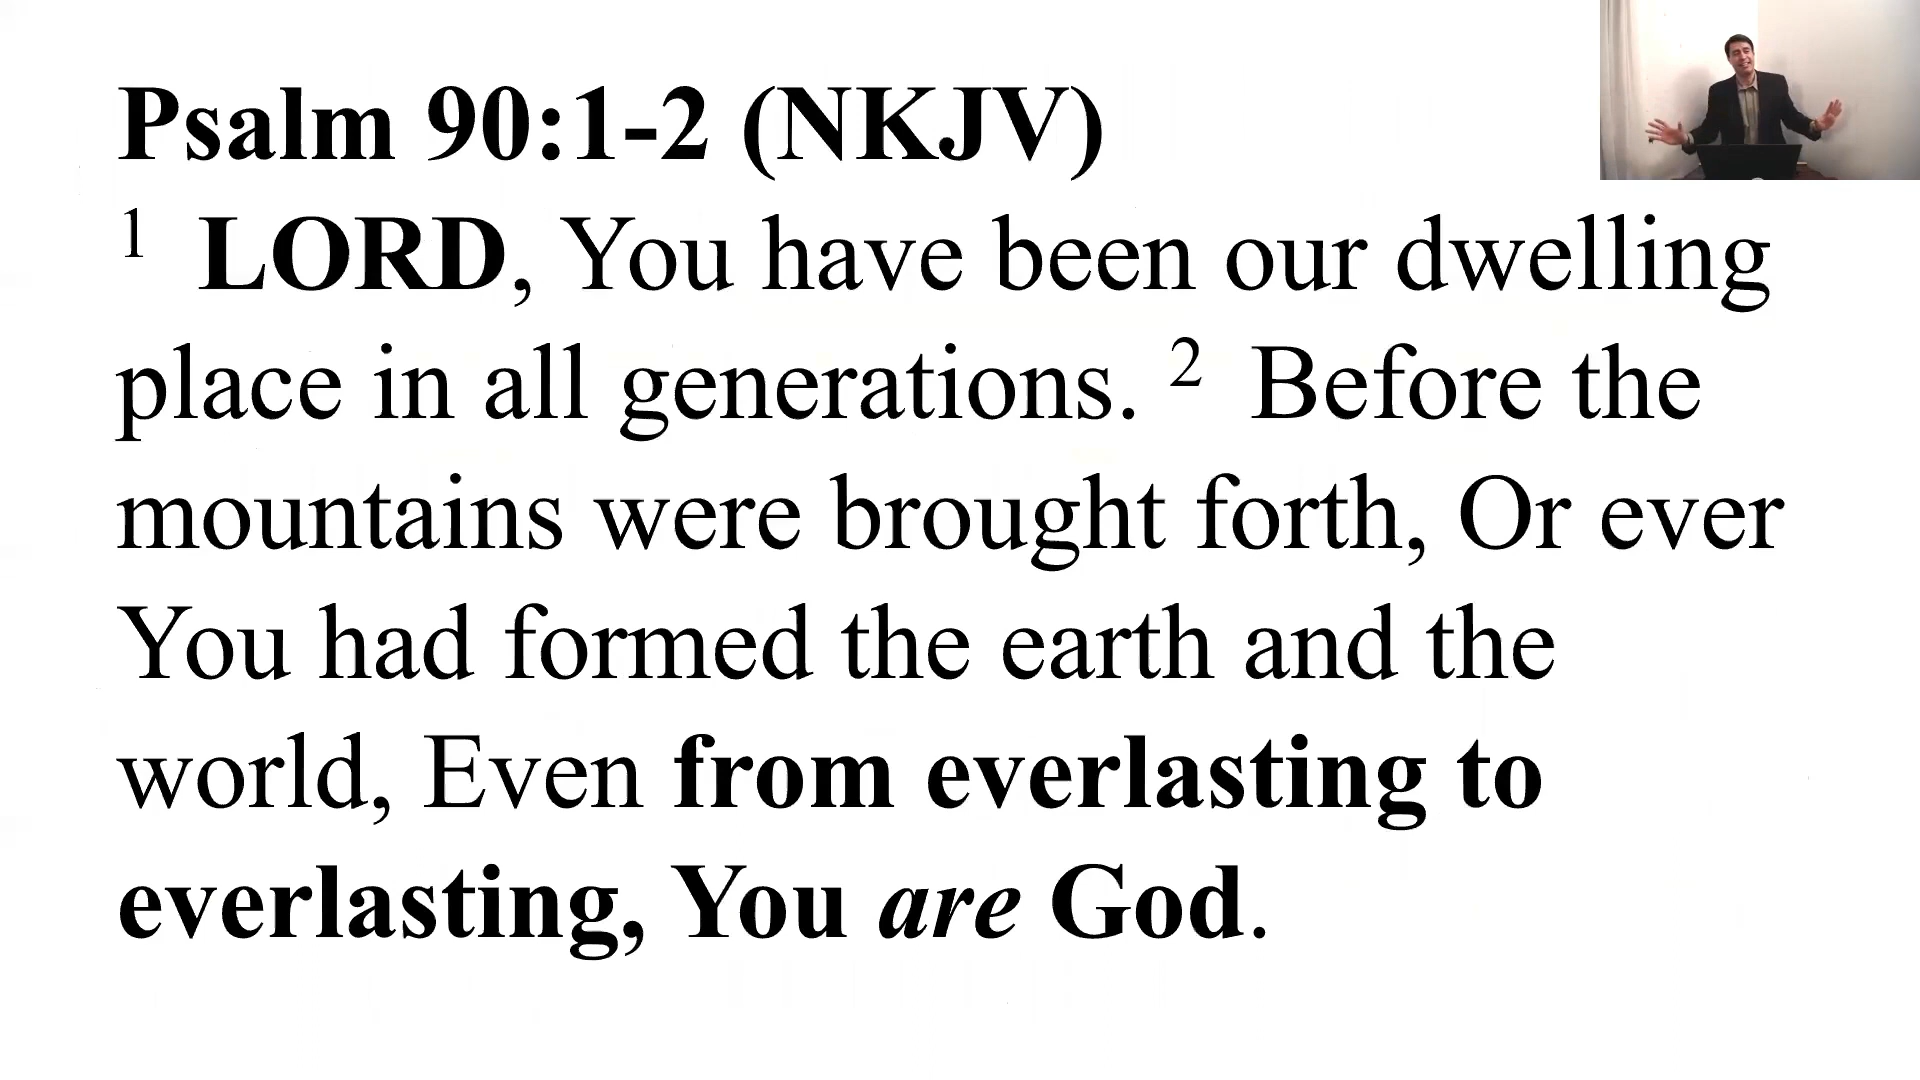 Psalm 90:1-2 (NKJV)
1 LORD, You have been our dwelling
place in all generations. 2 Before the
mountains were brought forth, Or ever
You had formed the earth and the
world, Even from everlasting to
everlasting, You are God.